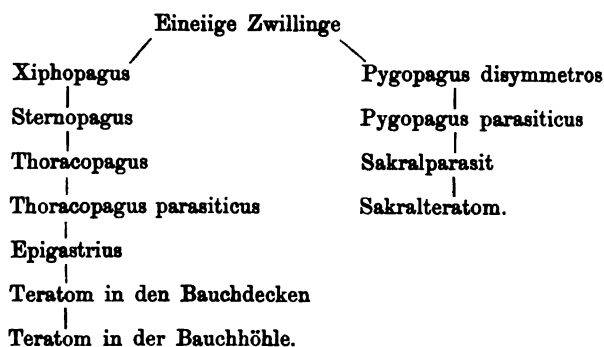 Eineiige Zwillinge
Xiphopagus Pygopagus disymmetros
Sternopagus Pygopagus parasiticus
Thoracopagus Sakralparasit
Thoracopagus parasiticus Sakralteratom.
Epigastrius
Teratom in den Bauchdecken
Teratom in der Bauchhöhle.